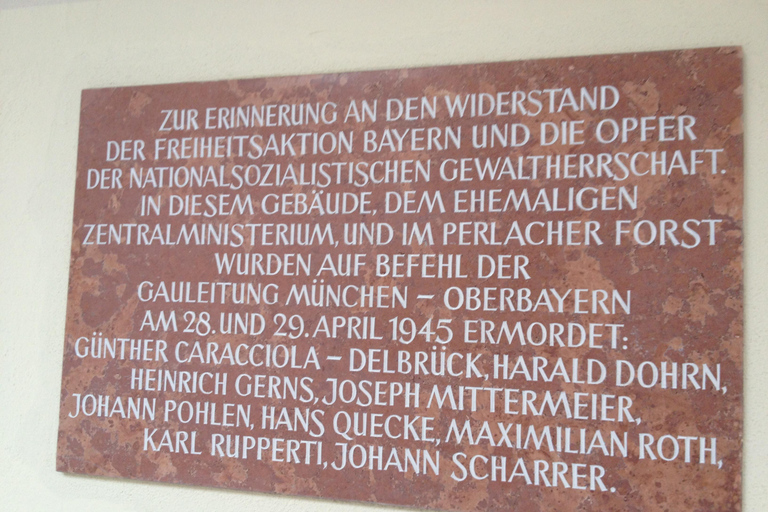 ZUR ERINNERUNG AN DEN WIDERSTAND
DER FREIHEITSAKTION BAYERN UND DIE OPFER
DER NATIONALSOZIALISTISCHEN GEWALTHERRSCHAFT.
IN DIESEM GEBÄUDE, DEM EHEMALIGEN
ZENTRALMINISTERIUM, UND IM PERLACHER FORST
WURDEN AUF BEFEHL DER
GAULEITUNG MÜNCHEN – OBERBAYERN
AM 28. UND 29. APRIL 1945 ERMORDET:
GÜNTHER CARACCIOLA – DELBRÜCK, HARALD DOHRN,
HEINRICH GERNS, JOSEPH MITTERMEIER,
JOHANN POHLEN, HANS QUECKE, MAXIMILIAN ROTH,
KARL RUPPERTI, JOHANN SCHARRER.